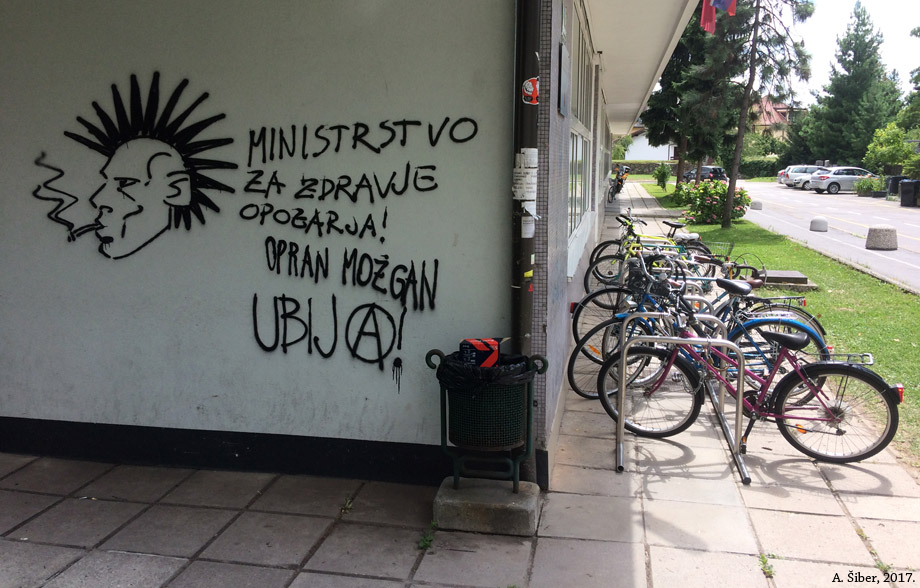 MINISTRSTVO
ZA ZDRAVJE
OPOZARJA!
OPRAN MOŽGAN
UBIJA!
A. Šiber, 2017.